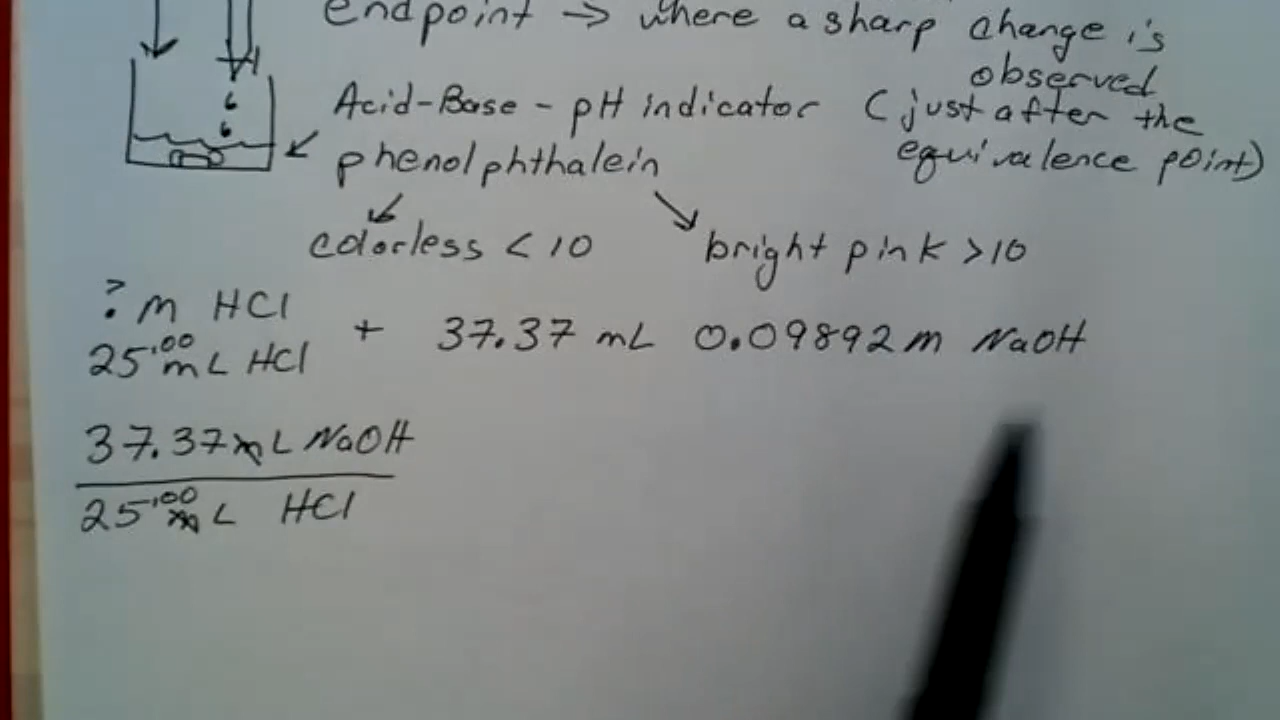 endpoint → where a sharp change is
observed
Acid-Base - pH indicator (just after the
phenolphthalein equivalence point)
colorless < 10 bright pink > 10
? M HCl
25.00 mL HCl + 37.37 mL 0.09892 M NaOH
37.37 mL NaOH
25.00 mL HCl